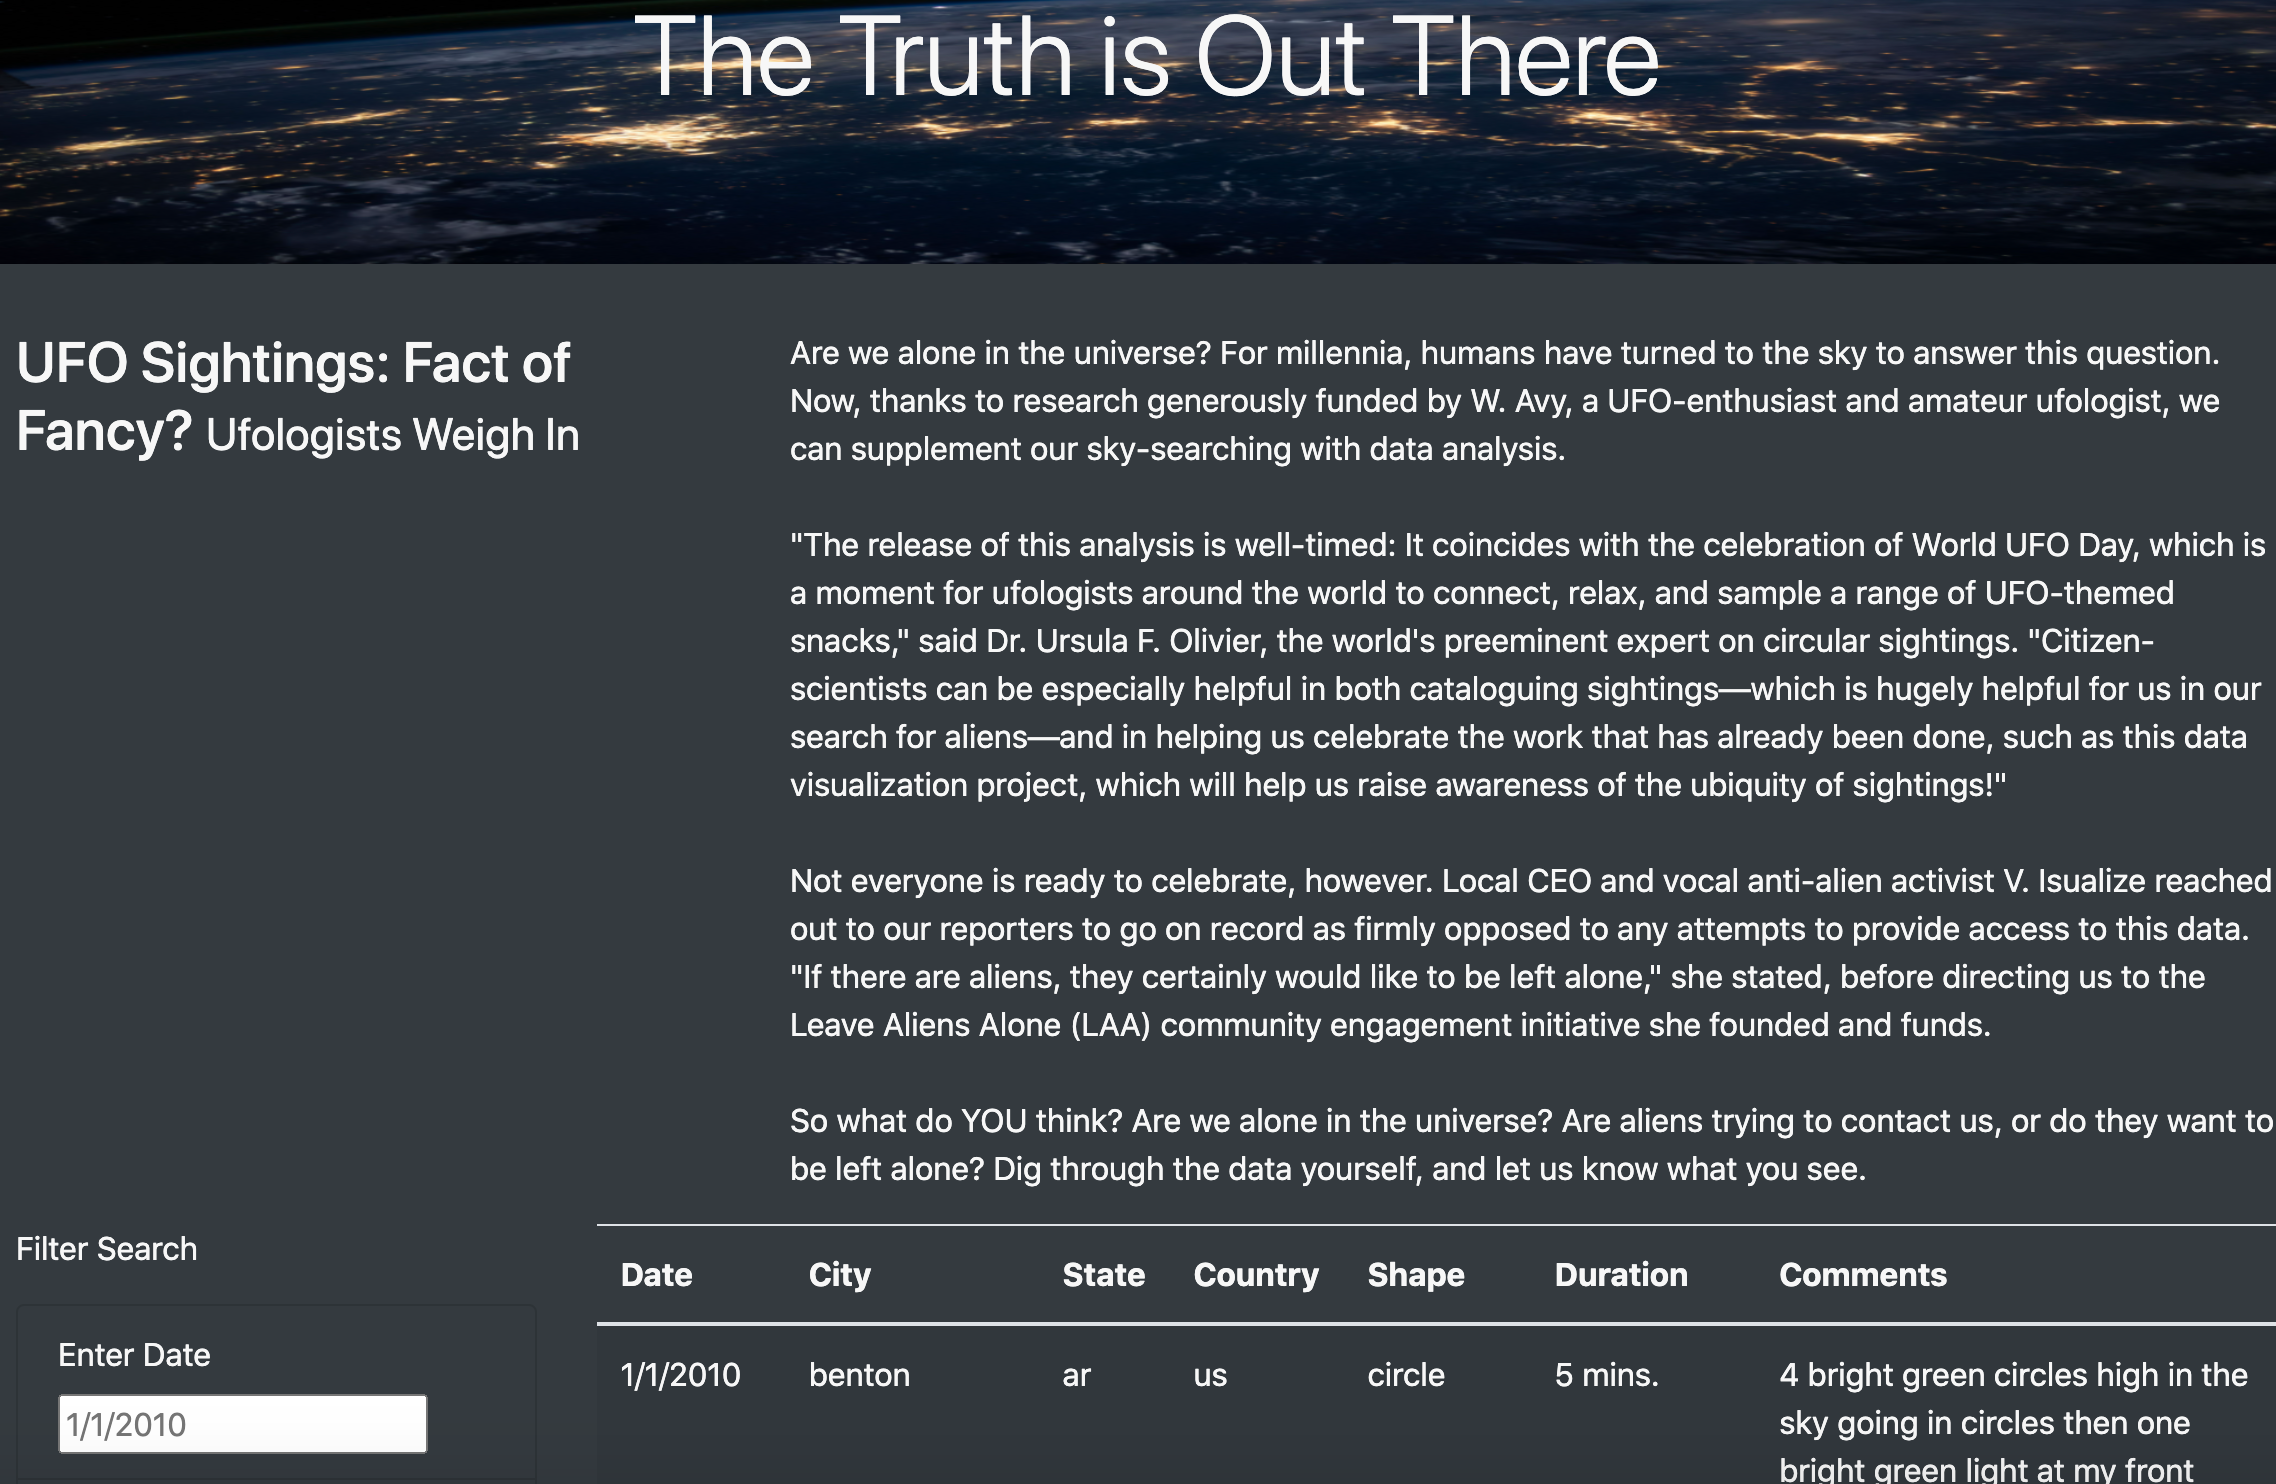 The Truth is Out There
UFO Sightings: Fact of
Fancy? Ufologists Weigh In
Are we alone in the universe? For millennia, humans have turned to the sky to answer this question.
Now, thanks to research generously funded by W. Avy, a UFO-enthusiast and amateur ufologist, we
can supplement our sky-searching with data analysis.
"The release of this analysis is well-timed: It coincides with the celebration of World UFO Day, which is
a moment for ufologists around the world to connect, relax, and sample a range of UFO-themed
snacks," said Dr. Ursula F. Olivier, the world's preeminent expert on circular sightings. "Citizen-
scientists can be especially helpful in both cataloguing sightings—which is hugely helpful for us in our
search for aliens—and in helping us celebrate the work that has already been done, such as this data
visualization project, which will help us raise awareness of the ubiquity of sightings!"
Not everyone is ready to celebrate, however. Local CEO and vocal anti-alien activist V. Isualize reached
out to our reporters to go on record as firmly opposed to any attempts to provide access to this data.
"If there are aliens, they certainly would like to be left alone," she stated, before directing us to the
Leave Aliens Alone (LAA) community engagement initiative she founded and funds.
So what do YOU think? Are we alone in the universe? Are aliens trying to contact us, or do they want to
be left alone? Dig through the data yourself, and let us know what you see.
Filter Search
Enter Date
1/1/2010
Date City State Country Shape Duration Comments
1/1/2010 benton ar us circle 5 mins. 4 bright green circles high in the
sky going in circles then one
bright green light at my front